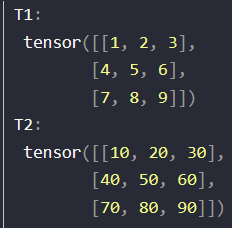 T1:
tensor([[1, 2, 3],
[4, 5, 6],
[7, 8, 9]])
T2:
tensor([[10, 20, 30],
[40, 50, 60],
[70, 80, 90]])